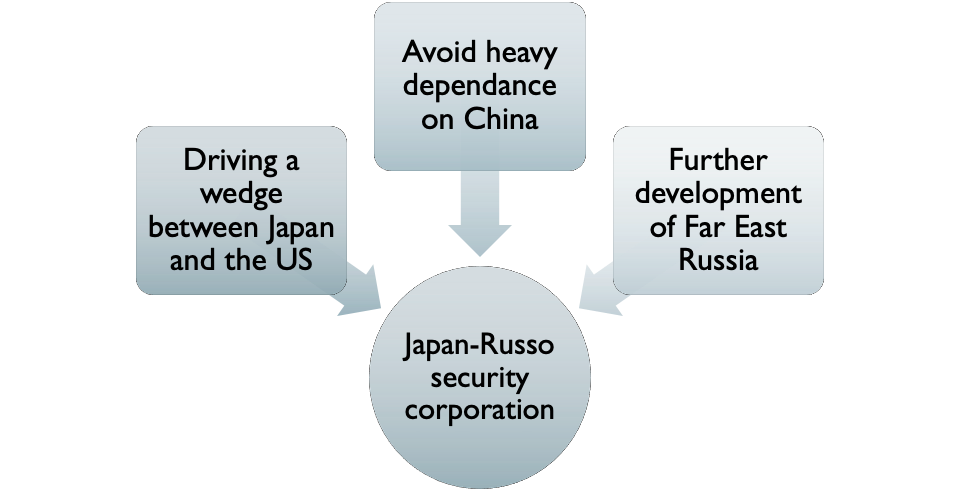 Avoid heavy
dependance
on China
Driving a
wedge
between Japan
and the US
Further
development
of Far East
Russia
Japan-Russo
security
corporation